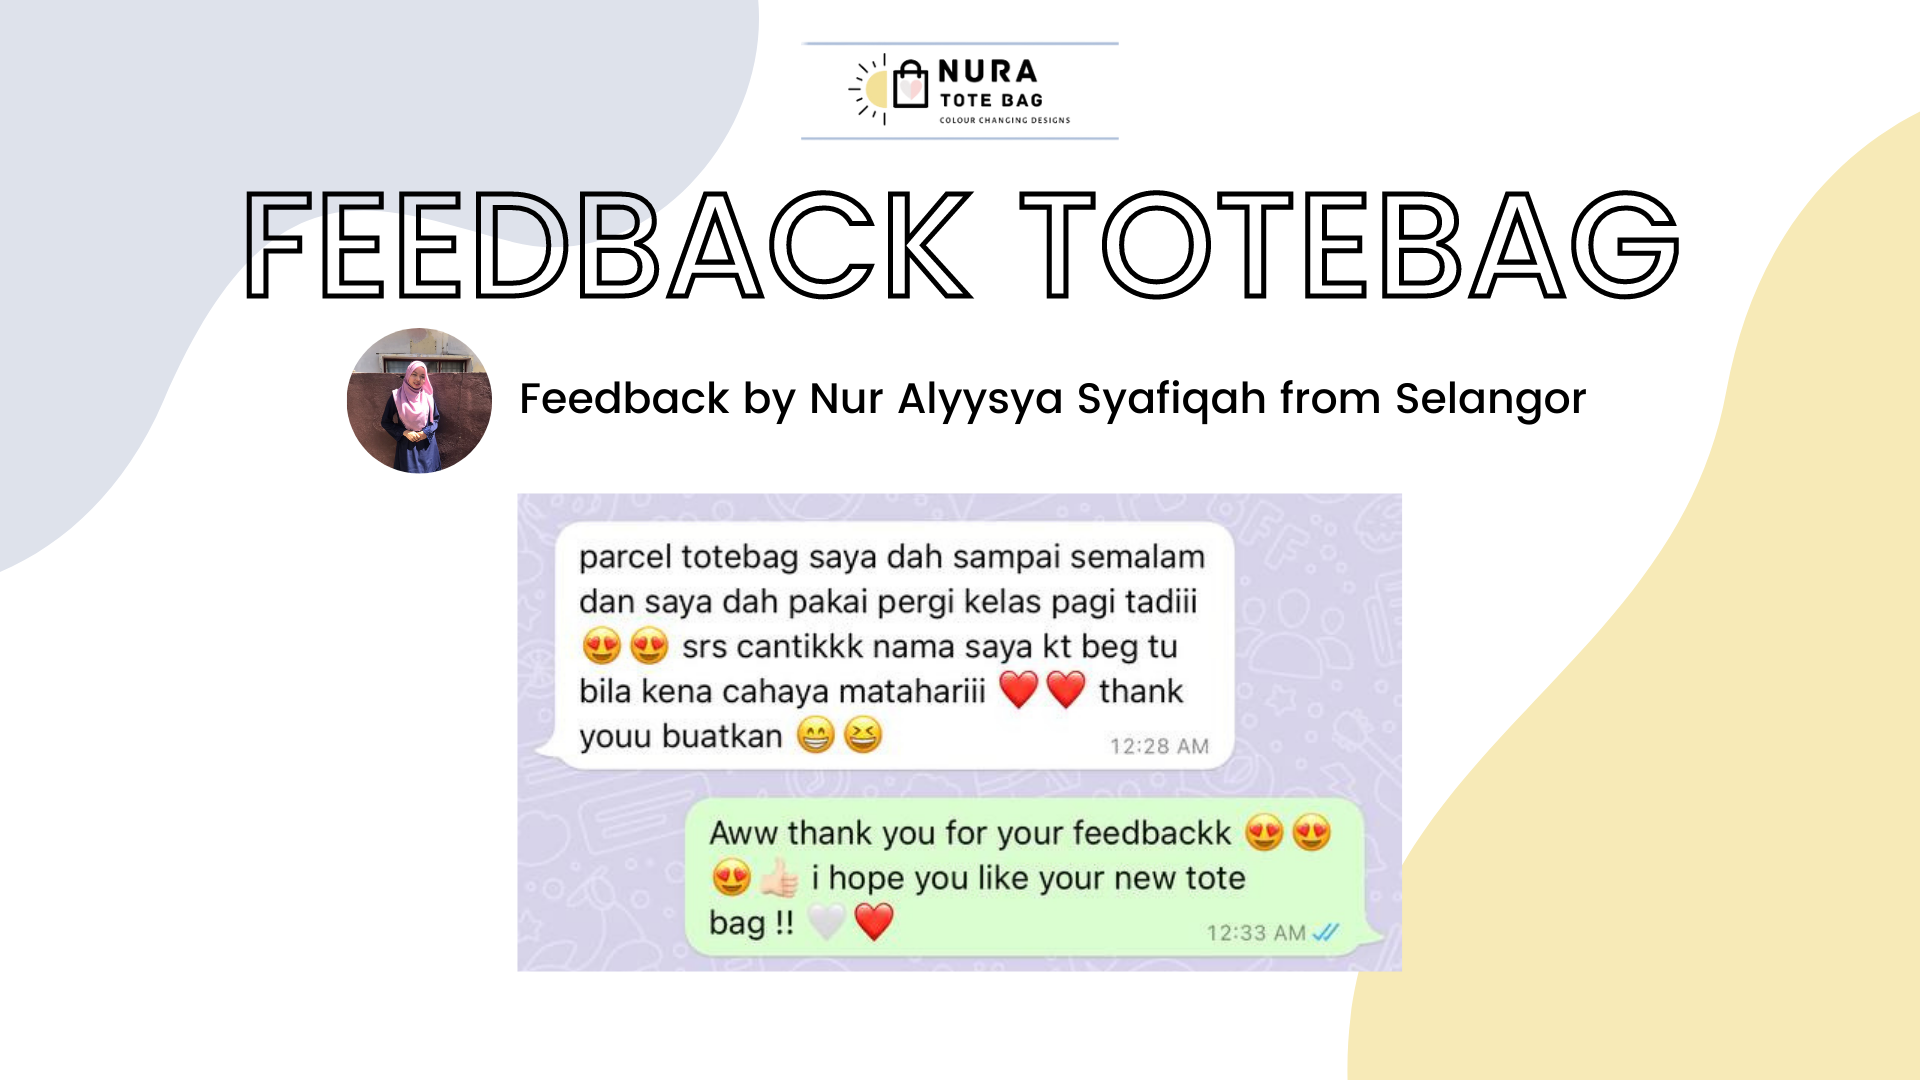 NURA
TOTE BAG
COLOUR CHANGING DESIGNS
FEEDBACK TOTEBAG
Feedback by Nur Alyysya Syafiqah from Selangor
parcel totebag saya dah sampai semalam
dan saya dah pakai pergi kelas pagi tadiii
😍😍 srs cantikkk nama saya kt beg tu
bila kena cahaya matahariii ❤️❤️ thank
youu buatkan 😁😆
12:28 AM
Aww thank you for your feedbackk 😍😍
😍👍🏻 i hope you like your new tote
bag !! 🤍❤️
12:33 AM